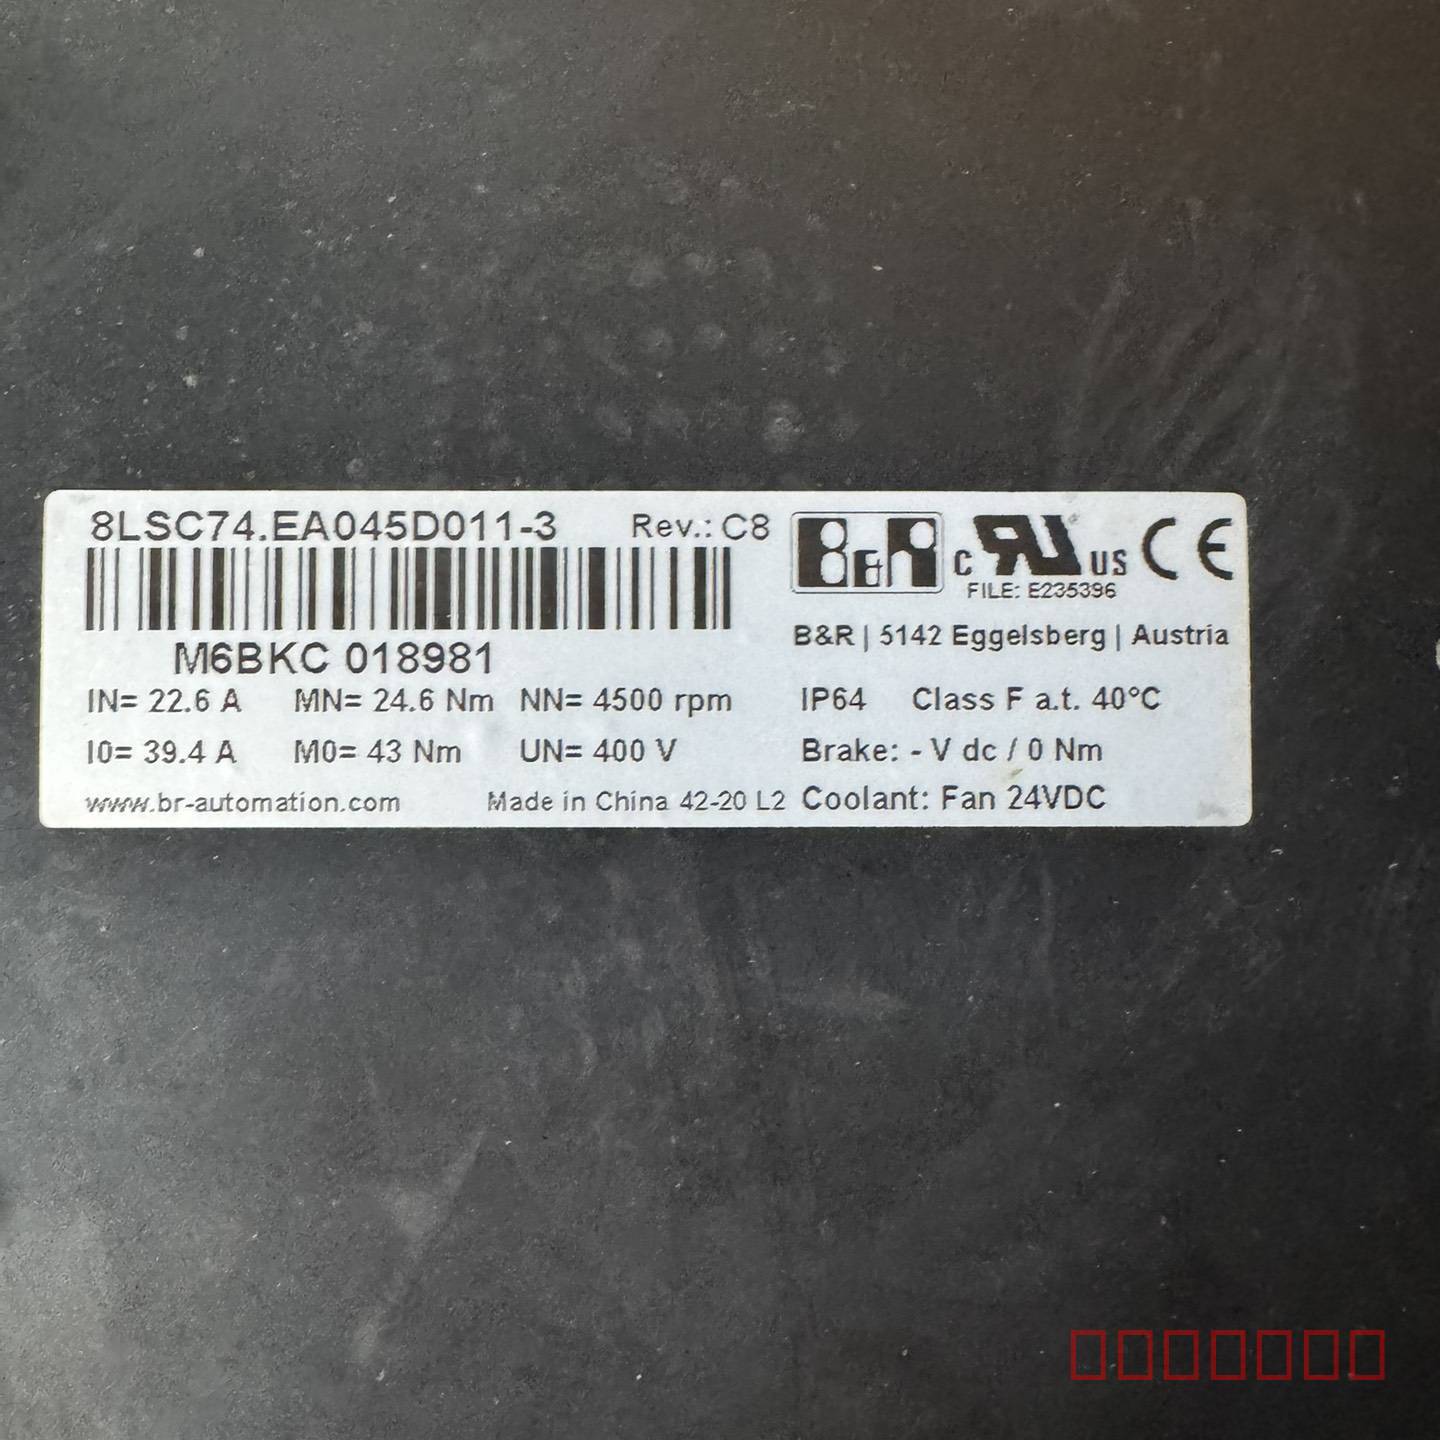 8LSC74.EA045D011-3 Rev.: C8
B&R c RU US CE
FILE: E235396
M6BKC 018981
B&R | 5142 Eggelsberg | Austria
IN= 22.6 A MN= 24.6 Nm NN= 4500 rpm IP64 Class F a.t. 40°C
I0= 39.4 A M0= 43 Nm UN= 400 V Brake: - V dc / 0 Nm
www.br-automation.com Made in China 42-20 L2 Coolant: Fan 24VDC